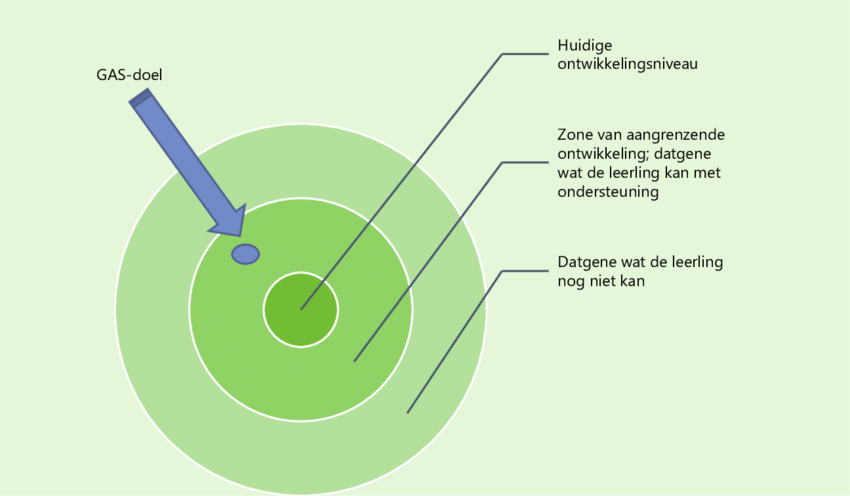 GAS-doel
Huidige
ontwikkelingsniveau
Zone van aangrenzende
ontwikkeling; datgene
wat de leerling kan met
ondersteuning
Datgene wat de leerling
nog niet kan